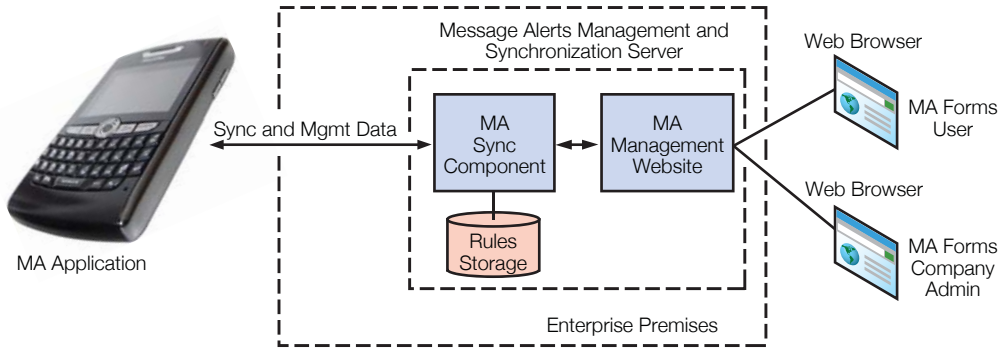 Message Alerts Management and
Synchronization Server
Web Browser
MA Forms
User
Sync and Mgmt Data
MA
Sync
Component
MA
Management
Website
Rules
Storage
MA Application
Web Browser
MA Forms
Company
Admin
Enterprise Premises